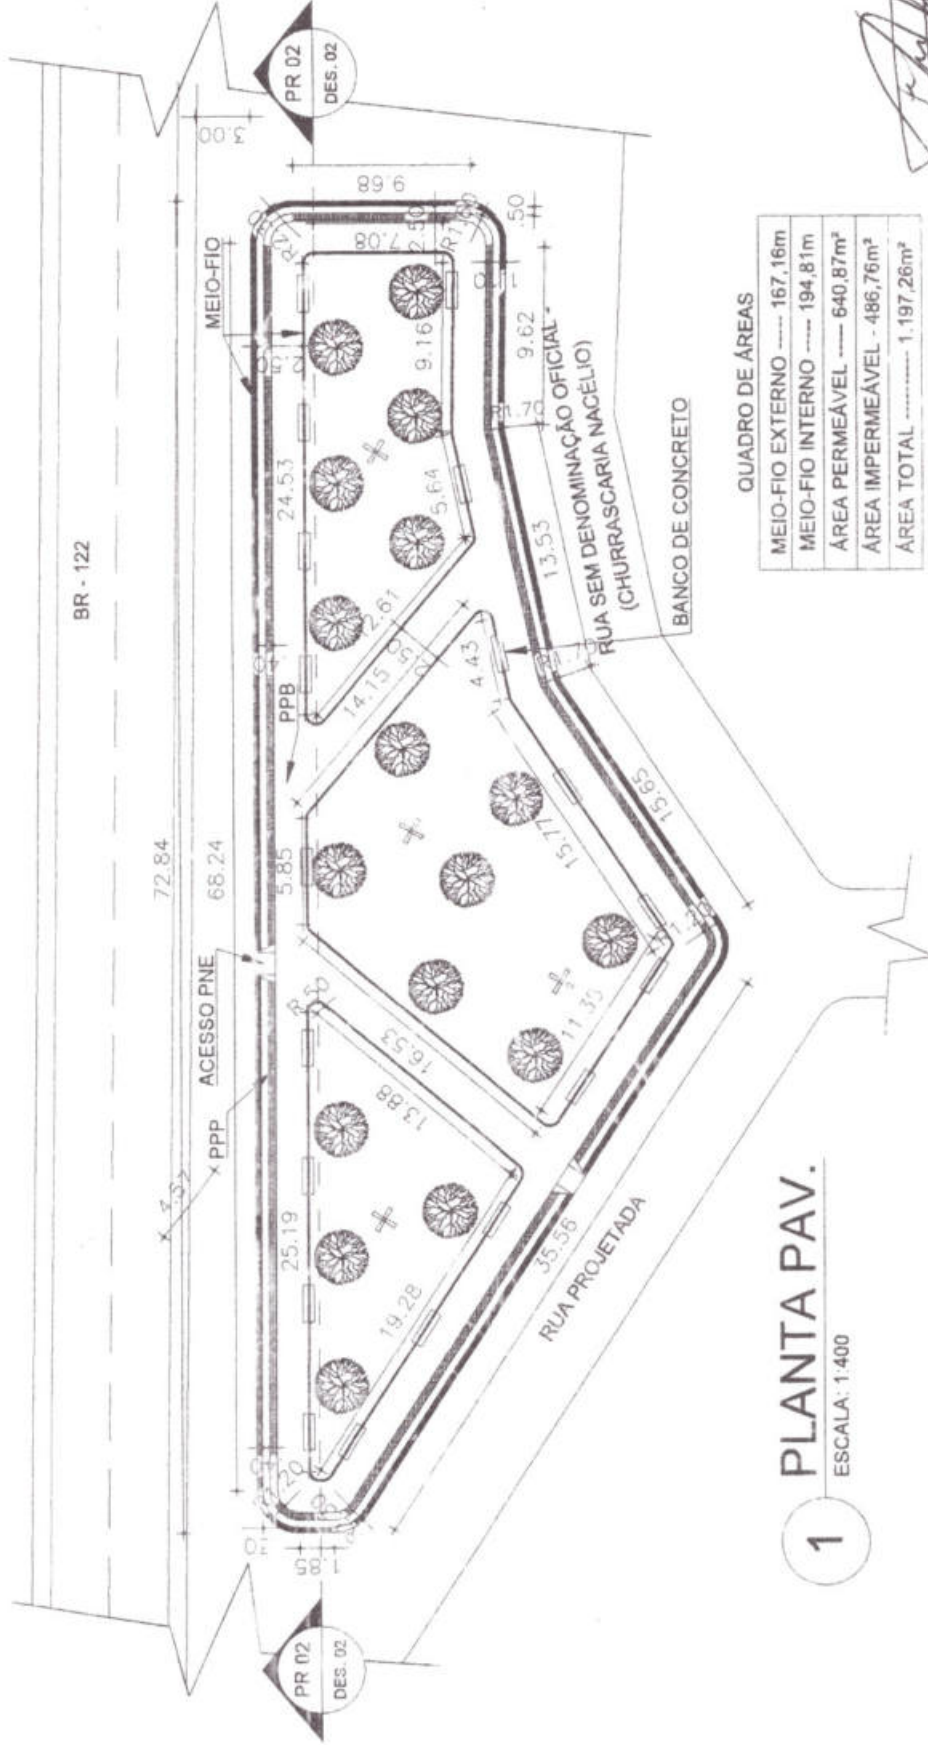 BR - 122
72.84
68.24
3.00
PR 02
DES. 02
PPP
ACESSO PNE
MEIO-FIO
9.68
25.19
5.85
PPB
24.53
7.08
2.50
9.16
.50
9.62
5.64
R1.70
13.88
16.53
14.15
4.43
13.53
19.28
11.35
15.77
15.65
35.56
1.85
PR 02
DES. 02
RUA PROJETADA
RUA SEM DENOMINAÇÃO OFICIAL -
(CHURRASCARIA NACÉLIO)
BANCO DE CONCRETO
QUADRO DE ÁREAS
MEIO-FIO EXTERNO ----- 167,16m
MEIO-FIO INTERNO ----- 194,81m
ÁREA PERMEÁVEL ----- 640,87m²
ÁREA IMPERMEÁVEL - 486,76m²
ÁREA TOTAL ---------- 1.197,26m²
1
PLANTA PAV.
ESCALA: 1:400